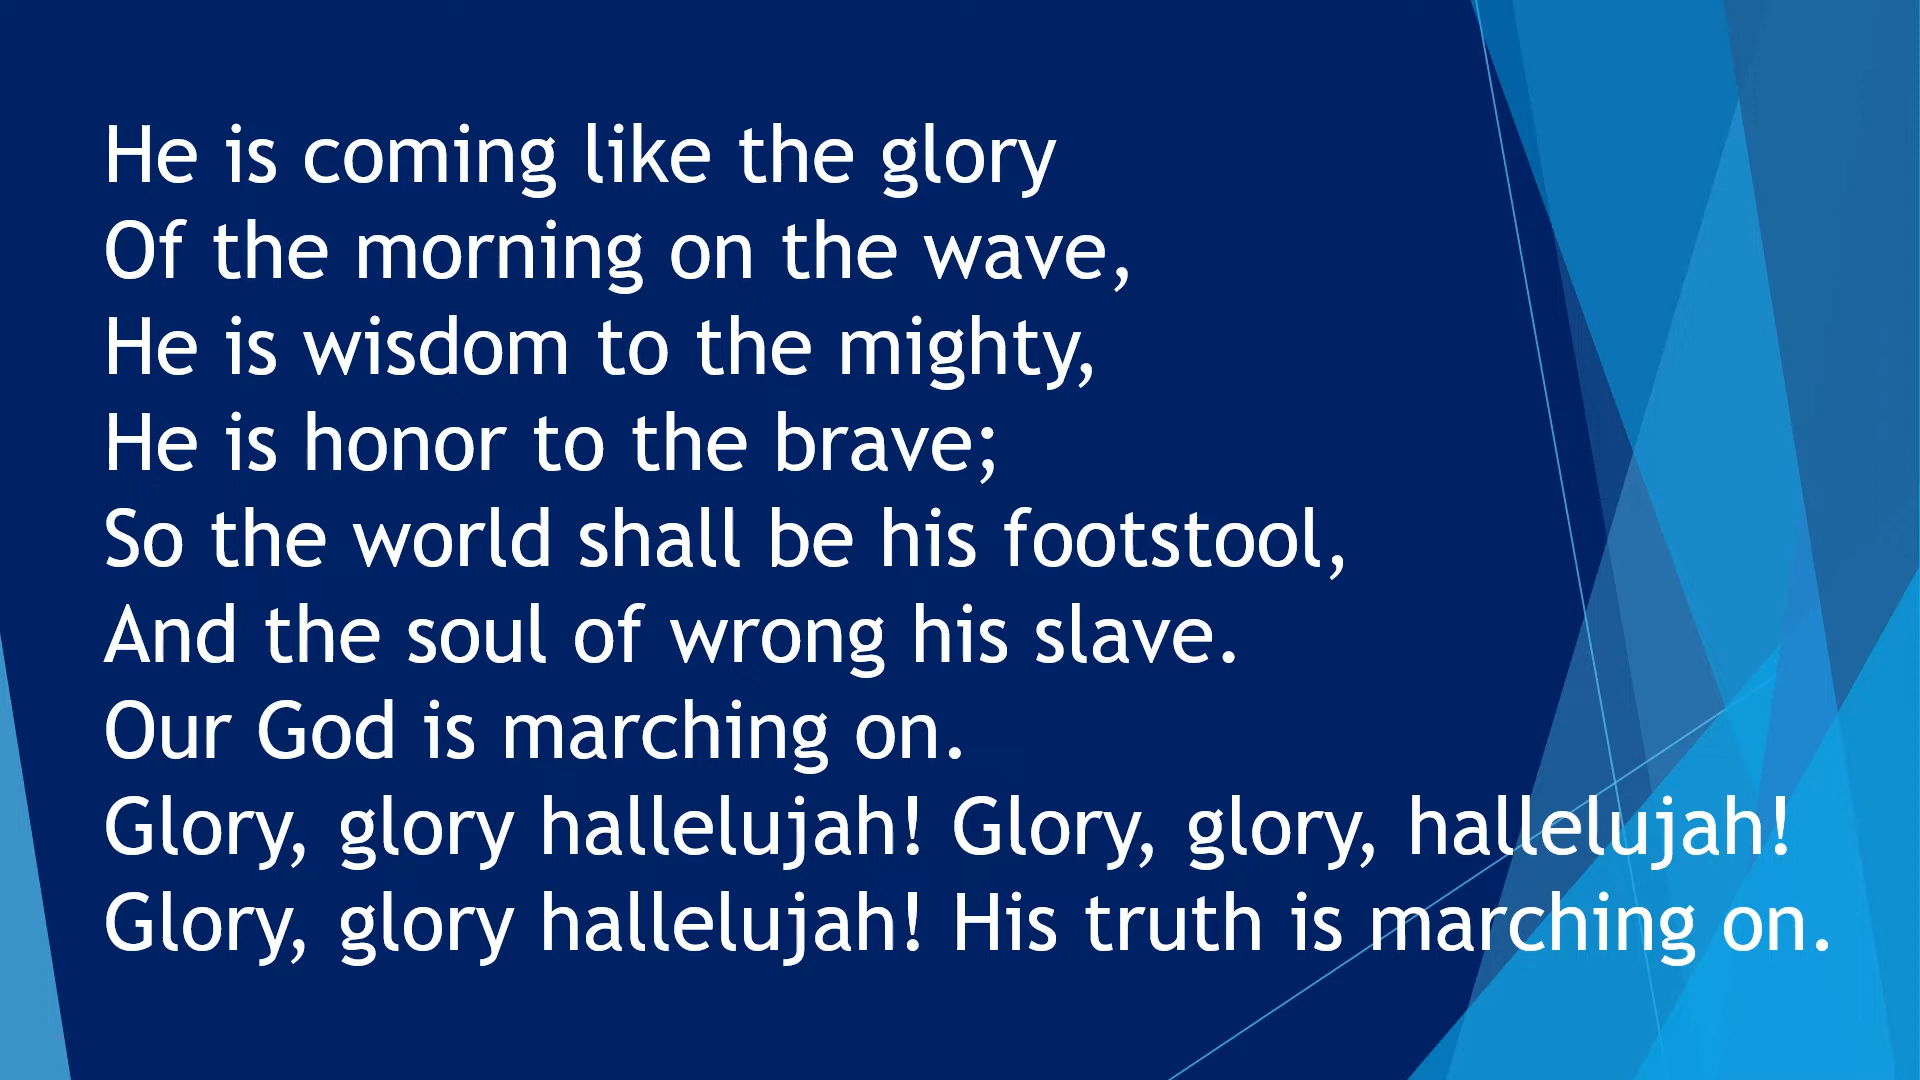 He is coming like the glory
Of the morning on the wave,
He is wisdom to the mighty,
He is honor to the brave;
So the world shall be his footstool,
And the soul of wrong his slave.
Our God is marching on.
Glory, glory hallelujah! Glory, glory, hallelujah!
Glory, glory hallelujah! His truth is marching on.